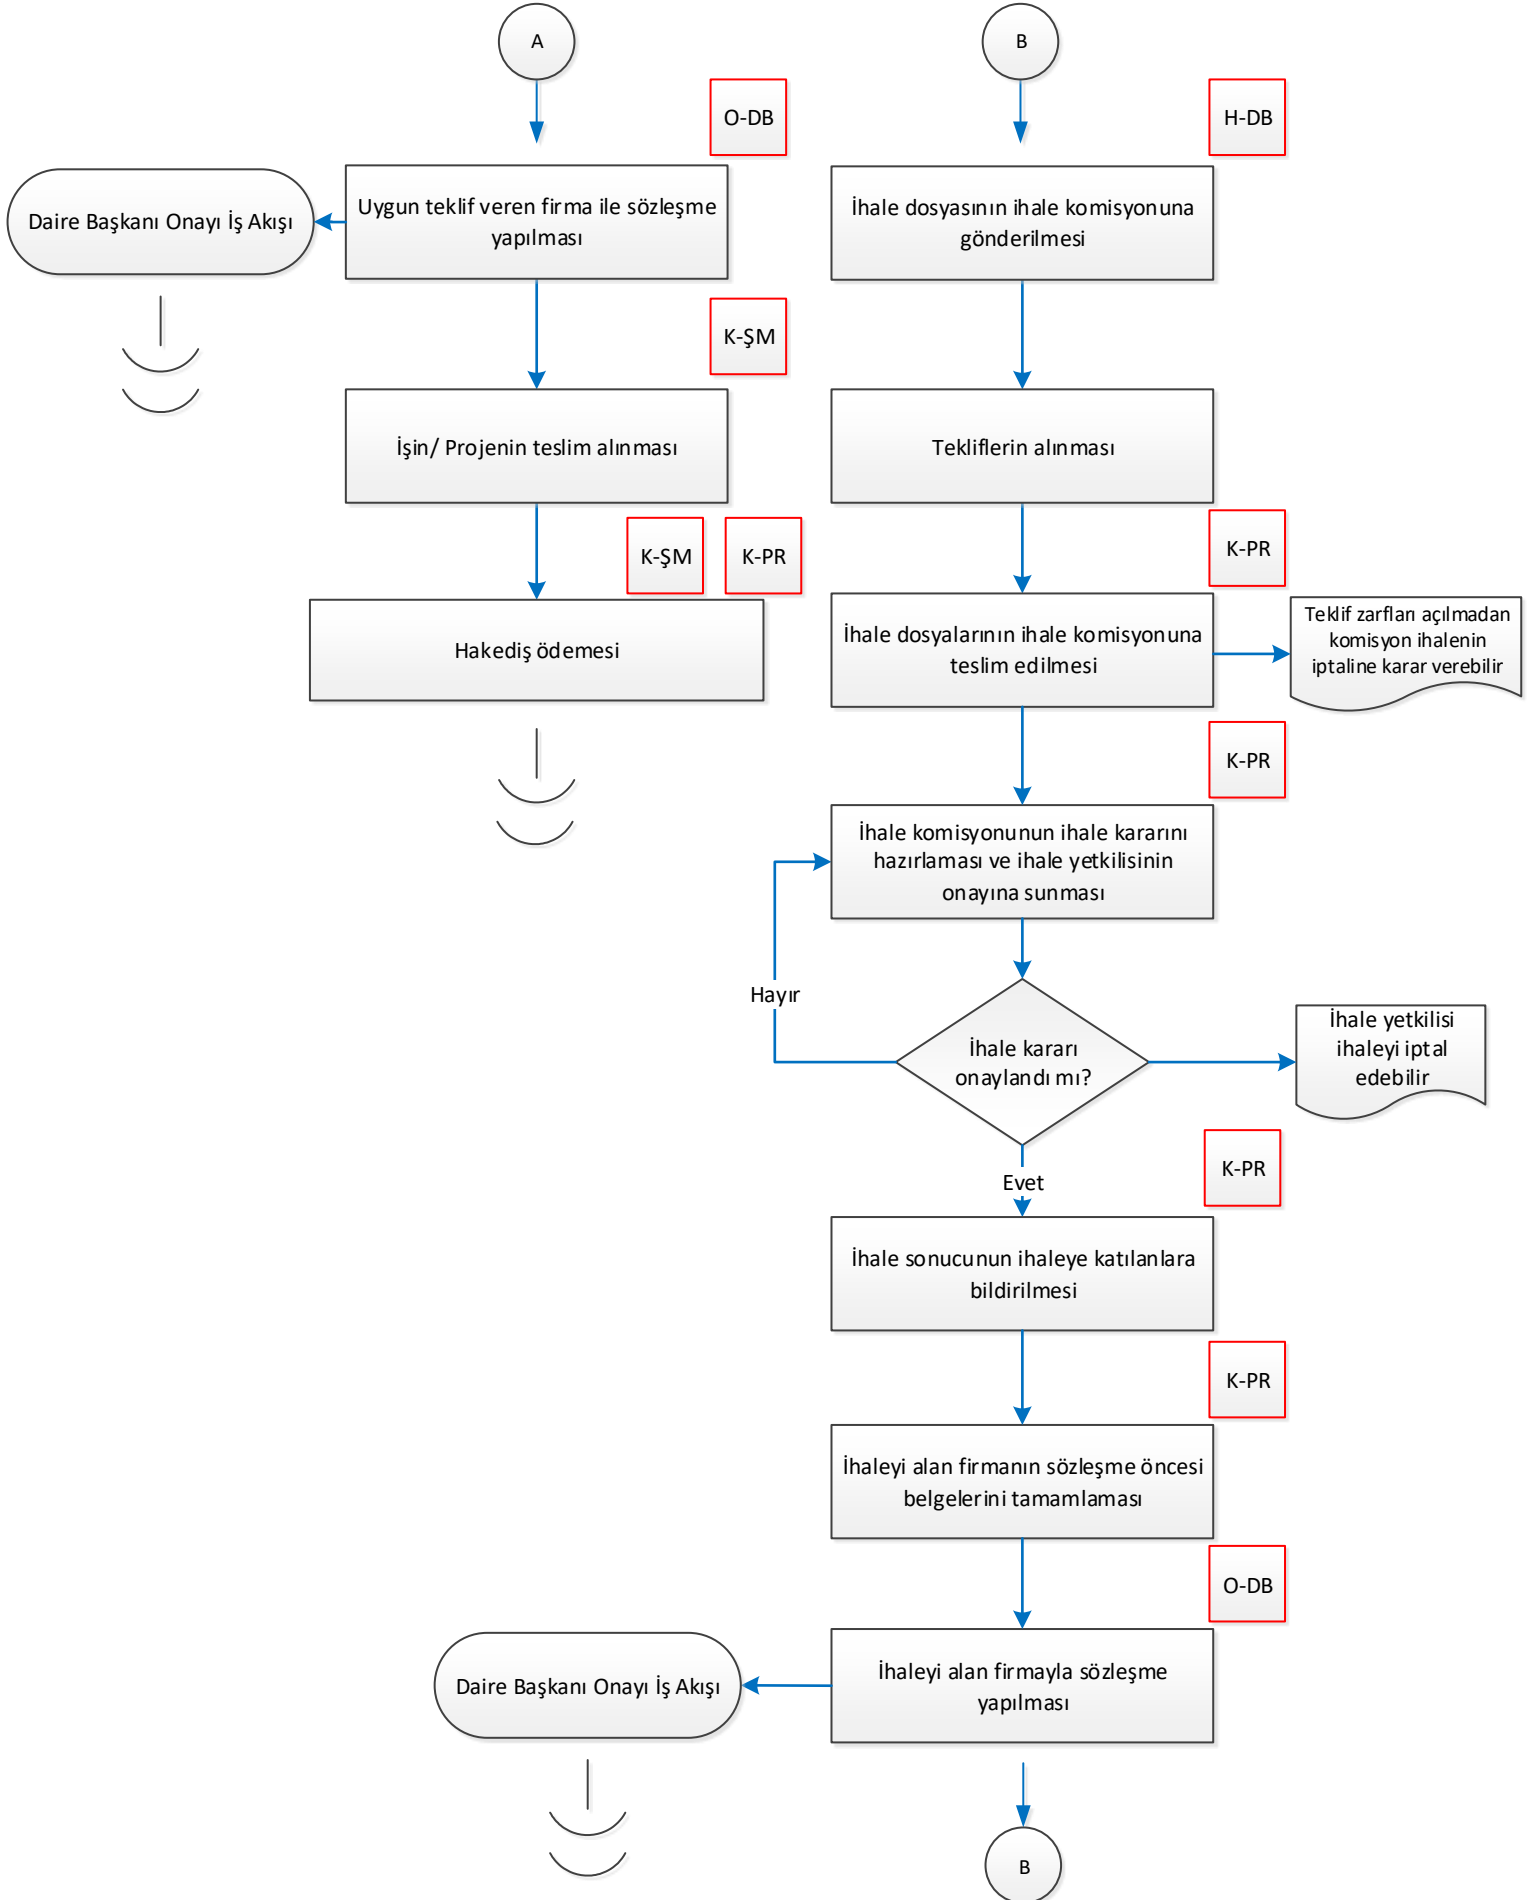 A
B
O-DB
H-DB
Daire Başkanı Onayı İş Akışı
Uygun teklif veren firma ile sözleşme
yapılması
İhale dosyasının ihale komisyonuna
gönderilmesi
K-ŞM
İşin/ Projenin teslim alınması
Tekliflerin alınması
K-ŞM
K-PR
K-PR
Hakediş ödemesi
İhale dosyalarının ihale komisyonuna
teslim edilmesi
Teklif zarfları açılmadan
komisyon ihalenin
iptaline karar verebilir
K-PR
İhale komisyonunun ihale kararını
hazırlaması ve ihale yetkilisinin
onayına sunması
Hayır
İhale kararı
onaylandı mı?
İhale yetkilisi
ihaleyi iptal
edebilir
K-PR
Evet
İhale sonucunun ihaleye katılanlara
bildirilmesi
K-PR
İhaleyi alan firmanın sözleşme öncesi
belgelerini tamamlaması
O-DB
Daire Başkanı Onayı İş Akışı
İhaleyi alan firmayla sözleşme
yapılması
B